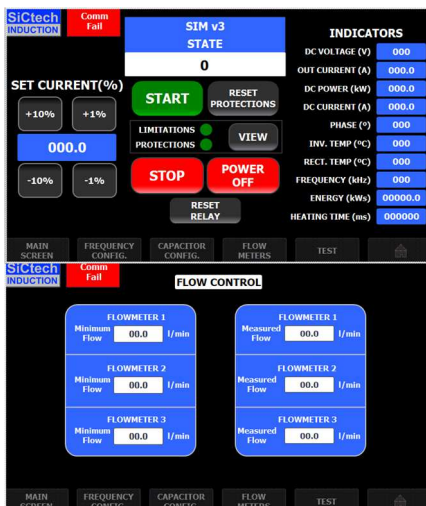 SiCtech
INDUCTION
Comm
Fail
SIM v3
STATE
0
INDICATORS
DC VOLTAGE (V) 000
OUT CURRENT (A) 000.0
DC POWER (kW) 000.0
DC CURRENT (A) 000.0
PHASE (º) 000
INV. TEMP (ºC) 000
RECT. TEMP (ºC) 000
FREQUENCY (kHz) 000
ENERGY (kWs) 00000.0
HEATING TIME (ms) 000000
SET CURRENT(%)
+10% +1%
000.0
-10% -1%
START
RESET
PROTECTIONS
LIMITATIONS
PROTECTIONS
VIEW
STOP
POWER
OFF
RESET
RELAY
MAIN
SCREEN
FREQUENCY
CONFIG.
CAPACITOR
CONFIG.
FLOW
METERS
TEST
SiCtech
INDUCTION
Comm
Fail
FLOW CONTROL
FLOWMETER 1
Minimum
Flow
00.0 l/min
FLOWMETER 2
Minimum
Flow
00.0 l/min
FLOWMETER 3
Minimum
Flow
00.0 l/min
FLOWMETER 1
Measured
Flow
00.0 l/min
FLOWMETER 2
Measured
Flow
00.0 l/min
FLOWMETER 3
Measured
Flow
00.0 l/min
MAIN
SCREEN
FREQUENCY
CONFIG.
CAPACITOR
CONFIG.
FLOW
METERS
TEST